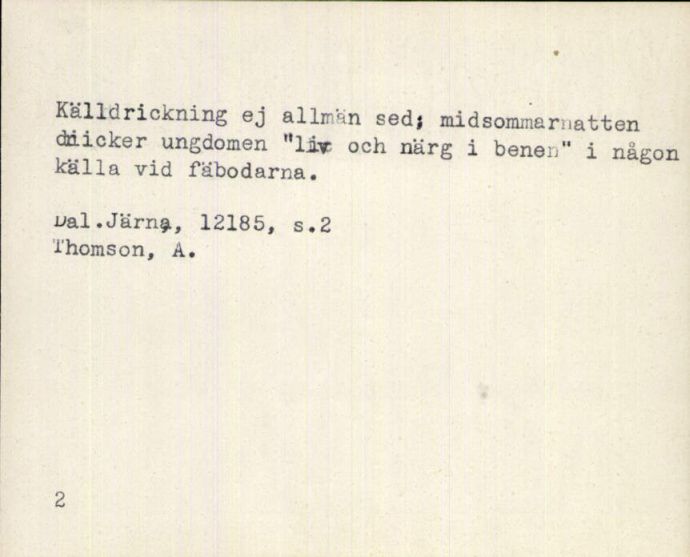 Källdrickning ej allmän sed; midsommarnatten
dricker ungdomen "liv och närg i benen" i någon
källa vid fäbodarna.
Dal.Järna, 12185, s.2
Thomson, A.
2